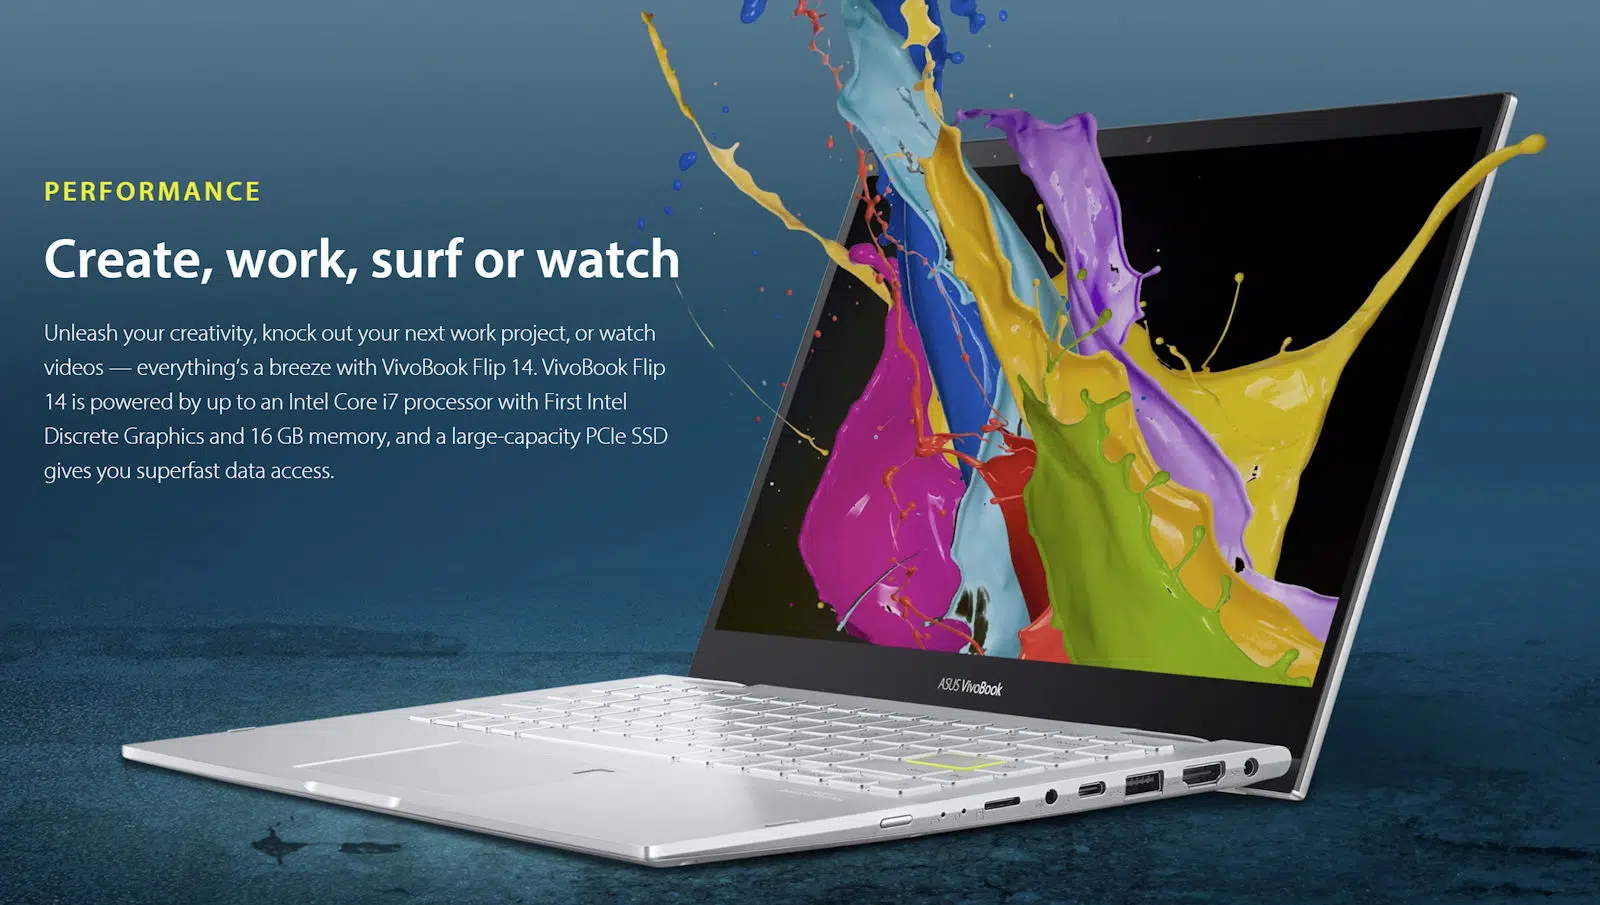 PERFORMANCE
Create, work, surf or watch
Unleash your creativity, knock out your next work project, or watch
videos — everything's a breeze with VivoBook Flip 14. VivoBook Flip
14 is powered by up to an Intel Core i7 processor with First Intel
Discrete Graphics and 16 GB memory, and a large-capacity PCIe SSD
gives you superfast data access.
ASUS VivoBook